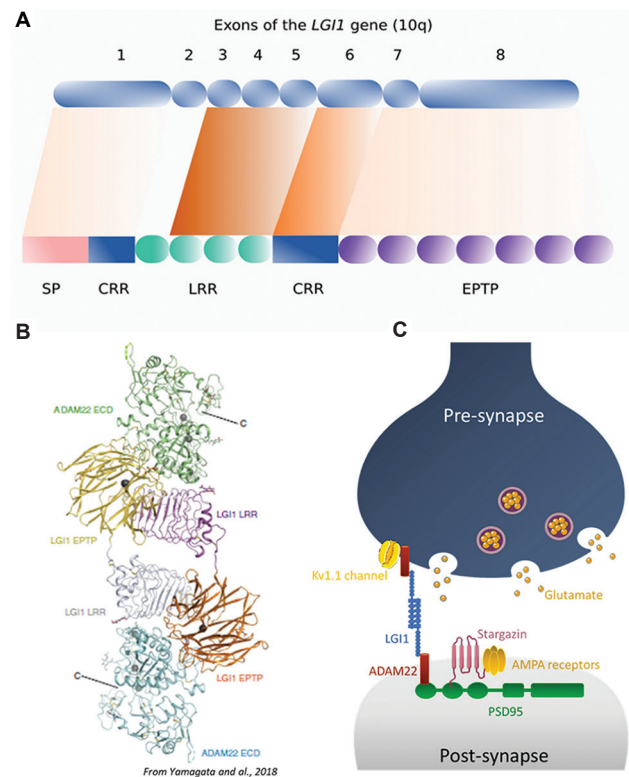 A
Exons of the LGI1 gene (10q)
1 2 3 4 5 6 7 8
SP CRR LRR CRR EPTP
B
ADAM22 ECD
C
LGI1 LRR
LGI1 EPTP
LGI1 LRR
C
LGI1 EPTP
ADAM22 ECD
From Yamagata and al., 2018
C
Pre-synapse
Kv1.1 channel
Glutamate
LGI1
Stargazin
ADAM22
AMPA receptors
PSD95
Post-synapse